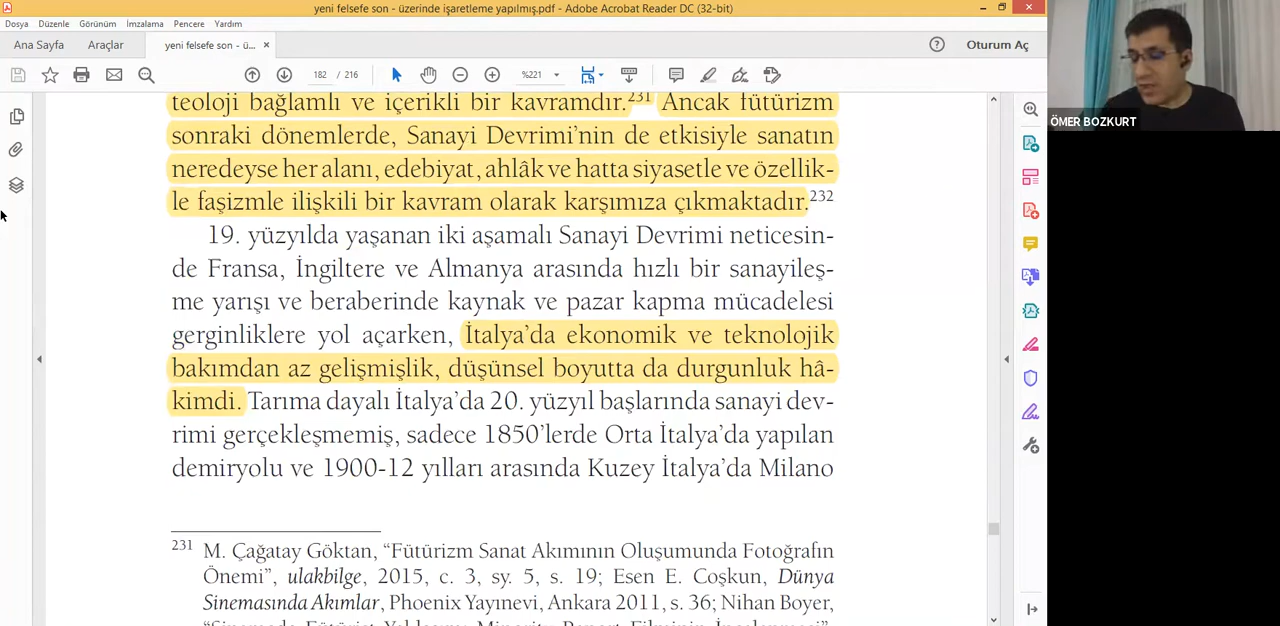 yeni felsefe son - üzerinde işaretleme yapılmış.pdf - Adobe Acrobat Reader DC (32-bit)
Dosya Düzenle Görünüm İmzalama Pencere Yardım
Ana Sayfa Araçlar yeni felsefe son - ü... × Oturum Aç
182 / 216 %221
teoloji bağlamlı ve içerikli bir kavramdır.231 Ancak fütürizm
sonraki dönemlerde, Sanayi Devrimi'nin de etkisiyle sanatın
neredeyse her alanı, edebiyat, ahlâk ve hatta siyasetle ve özellik-
le faşizmle ilişkili bir kavram olarak karşımıza çıkmaktadır.232
19. yüzyılda yaşanan iki aşamalı Sanayi Devrimi neticesin-
de Fransa, İngiltere ve Almanya arasında hızlı bir sanayileş-
me yarışı ve beraberinde kaynak ve pazar kapma mücadelesi
gerginliklere yol açarken, İtalya'da ekonomik ve teknolojik
bakımdan az gelişmişlik, düşünsel boyutta da durgunluk hâ-
kimdi. Tarıma dayalı İtalya'da 20. yüzyıl başlarında sanayi dev-
rimi gerçekleşmemiş, sadece 1850'lerde Orta İtalya'da yapılan
demiryolu ve 1900-12 yılları arasında Kuzey İtalya'da Milano
231 M. Çağatay Göktan, "Fütürizm Sanat Akımının Oluşumunda Fotoğrafın
Önemi", ulakbilge, 2015, c. 3, sy. 5, s. 19; Esen E. Coşkun, Dünya
Sinemasında Akımlar, Phoenix Yayınevi, Ankara 2011, s. 36; Nihan Boyer,
ÖMER BOZKURT